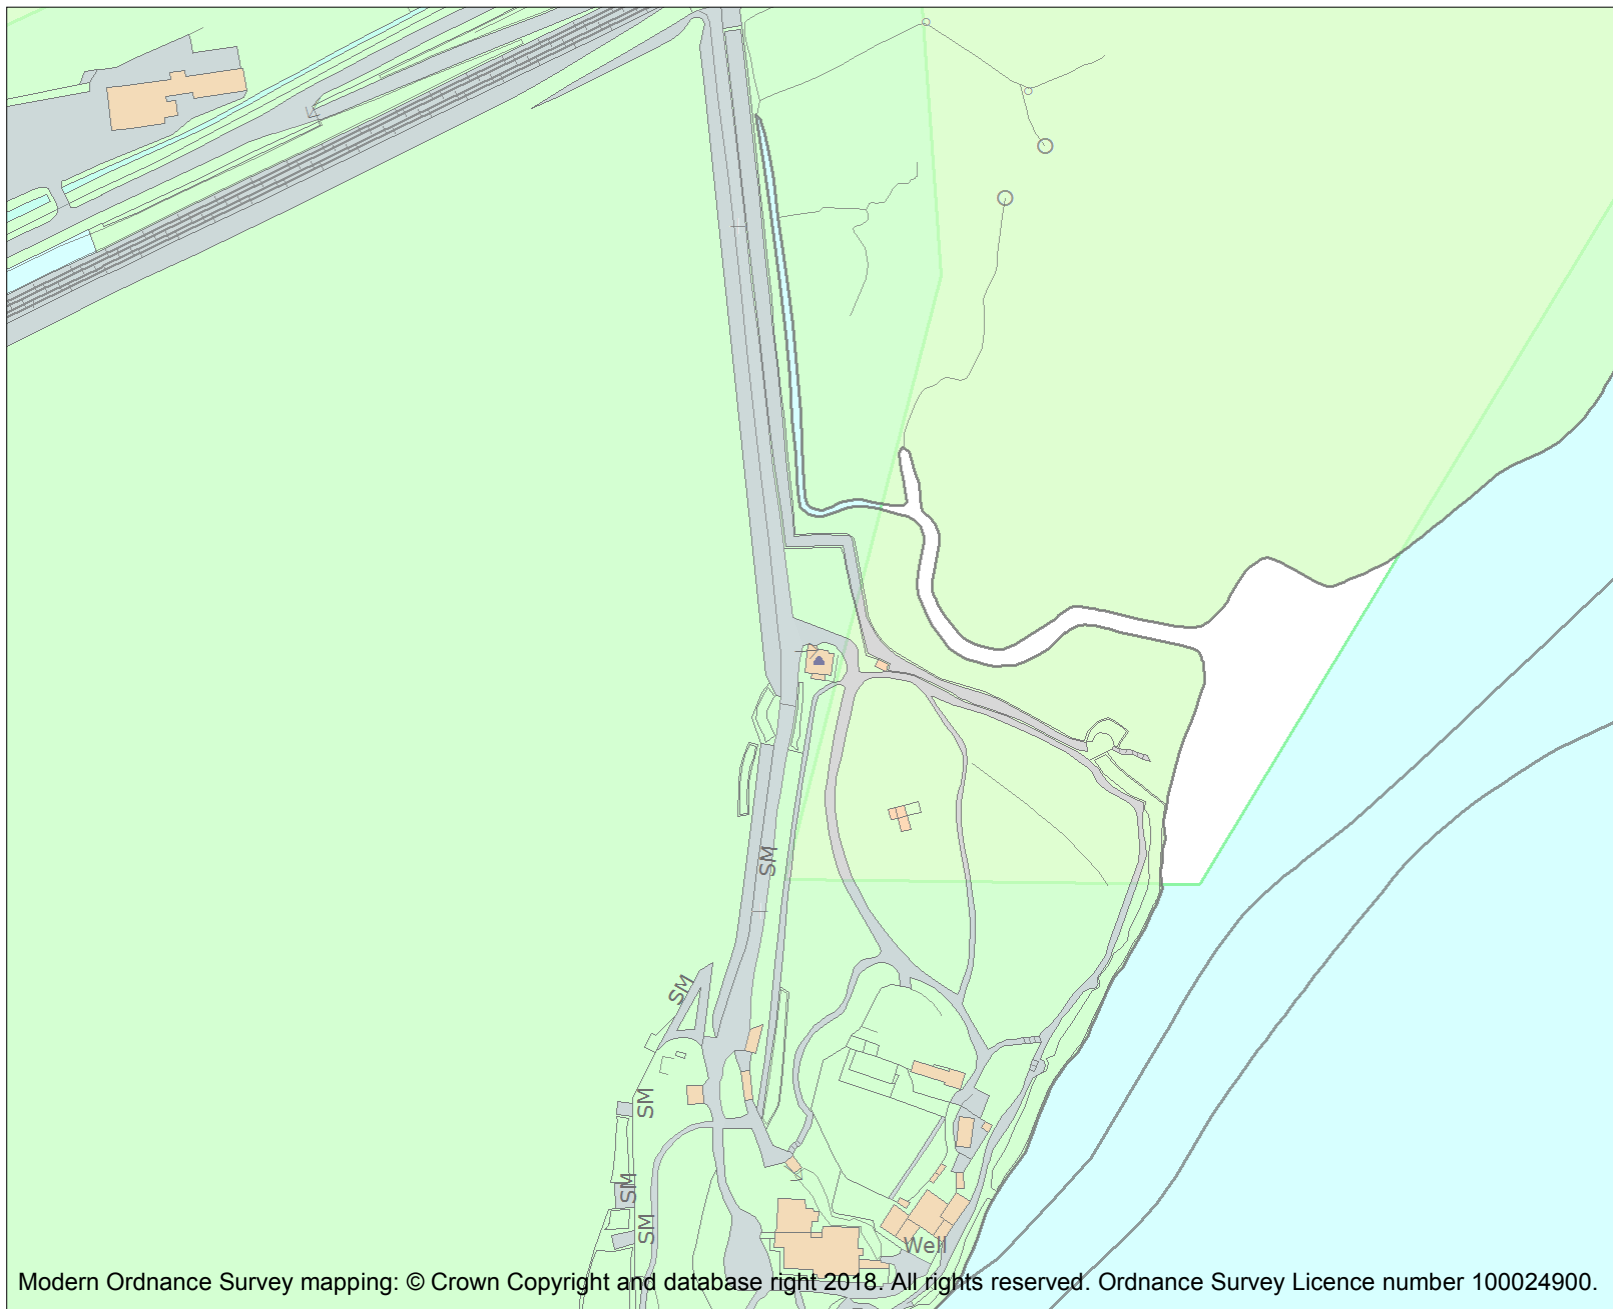 SM
SM
SM
SM
SM
Well
Modern Ordnance Survey mapping: © Crown Copyright and database right 2018. All rights reserved. Ordnance Survey Licence number 100024900.